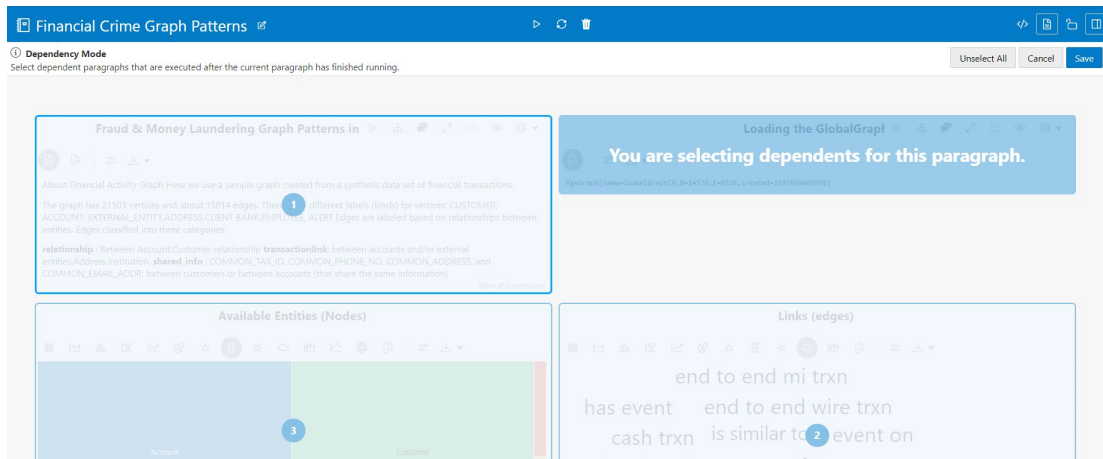 Financial Crime Graph Patterns
Dependency Mode
Select dependent paragraphs that are executed after the current paragraph has finished running.
Unselect All
Cancel
Save
Fraud & Money Laundering Graph Patterns in
About Financial Activity Graph Here we use a sample graph created from a synthetic data set of financial transactions.
The graph has 21503 vertices and about 15014 edges. There different labels (kinds) for vertices: CUSTOMER,
ACCOUNT, EXTERNAL_ENTITY,ADDRESS,CLIENT BANK,EMPLOYEE, ALERT Edges are labeled based on relationships between
entities. Edges classified into three categories:
relationship : Between Account,Customer relationship transactionlink: between accounts and/or external
entities,Address,Institution. shared_info : COMMON_TAX_ID, COMMON_PHONE_NO, COMMON_ADDRESS, and
COMMON_EMAIL_ADDR: between customers or between accounts (that share the same information)
1
Loading the GlobalGraph
You are selecting dependents for this paragraph.
Available Entities (Nodes)
3
Account
Customer
Links (edges)
end to end mi trxn
has event end to end wire trxn
cash trxn is similar to 2 event on